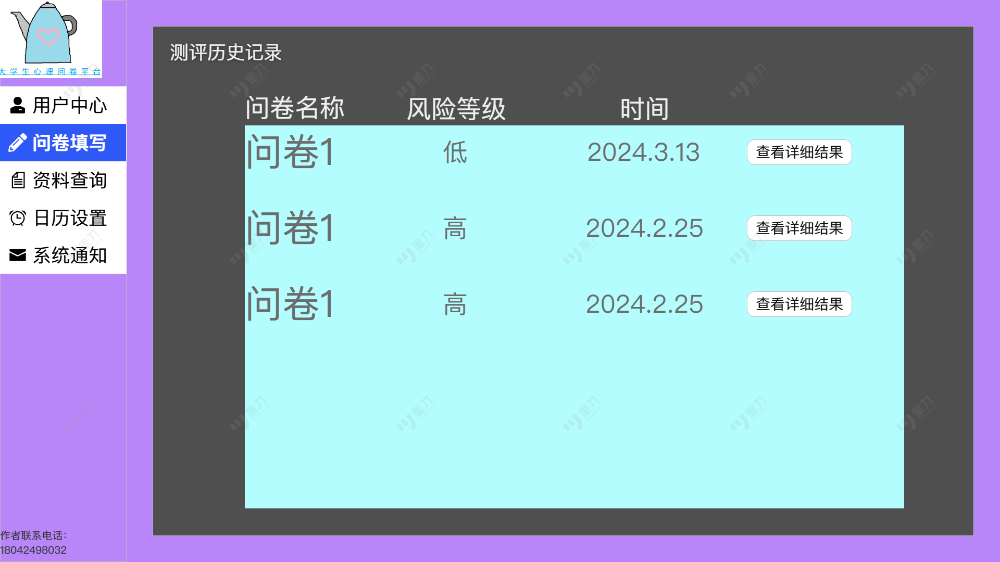 大学生心理问卷平台
用户中心
问卷填写
资料查询
日历设置
系统通知
作者联系电话：
18042498032
测评历史记录
问卷名称 风险等级 时间
问卷1 低 2024.3.13 查看详细结果
问卷1 高 2024.2.25 查看详细结果
问卷1 高 2024.2.25 查看详细结果
墨刀